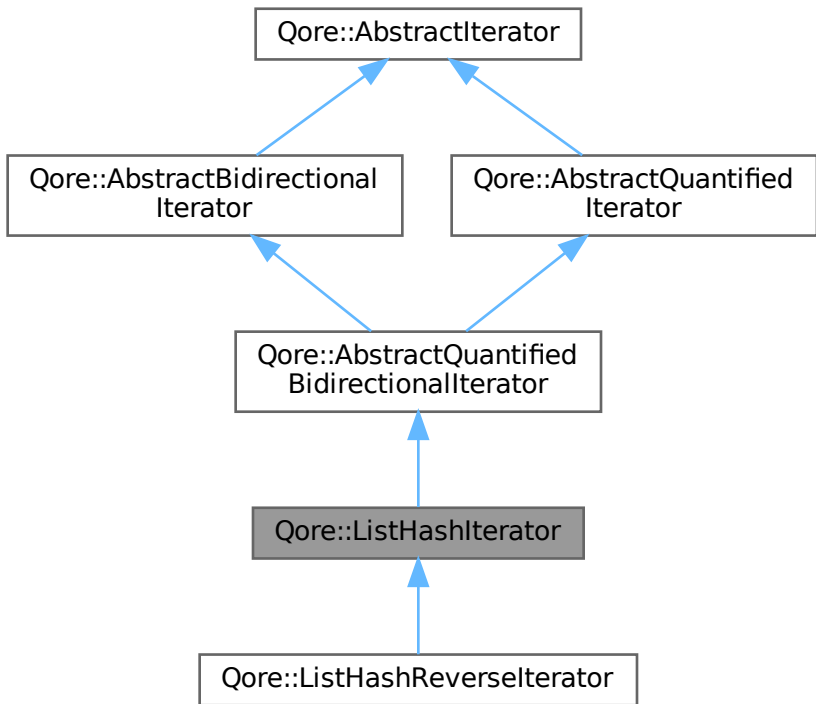 Qore::AbstractIterator
Qore::AbstractBidirectional
Iterator
Qore::AbstractQuantified
Iterator
Qore::AbstractQuantified
BidirectionalIterator
Qore::ListHashIterator
Qore::ListHashReverseIterator